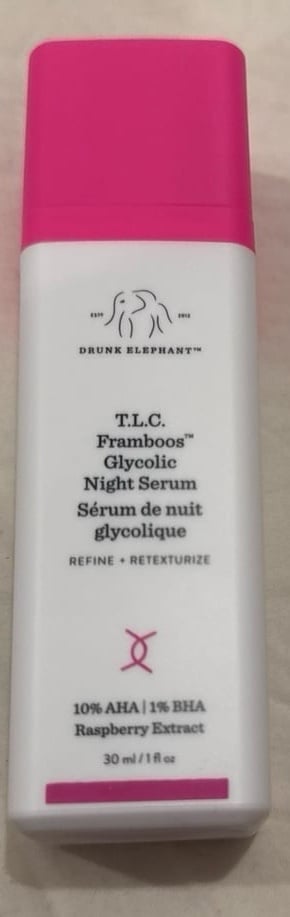 ESTD 2012
DRUNK ELEPHANT™
T.L.C.
Framboos™
Glycolic
Night Serum
Sérum de nuit
glycolique
REFINE + RETEXTURIZE
10% AHA | 1% BHA
Raspberry Extract
30 ml / 1 fl oz